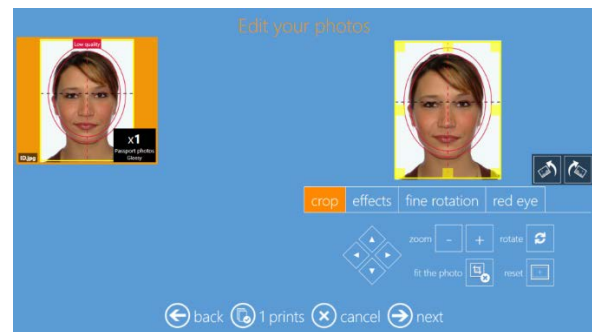 Edit your photos
Low quality
x1
Passport photos
Glossy
ID.jpg
crop effects fine rotation red eye
zoom - + rotate
fit the photo reset
back 1 prints cancel next